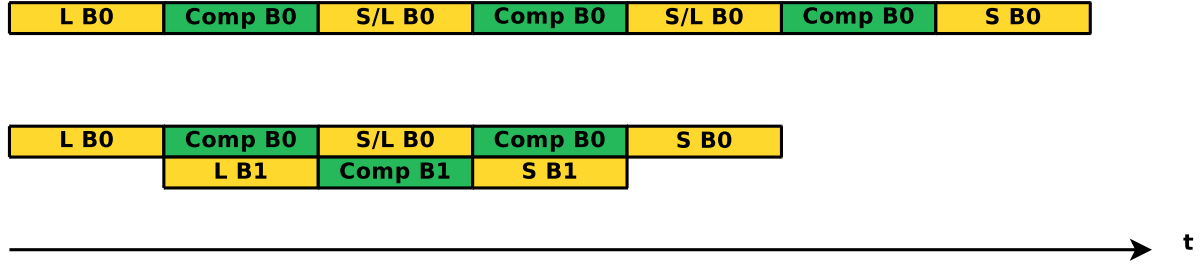 L B0 Comp B0 S/L B0 Comp B0 S/L B0 Comp B0 S B0
L B0 Comp B0 S/L B0 Comp B0 S B0
L B1 Comp B1 S B1
t